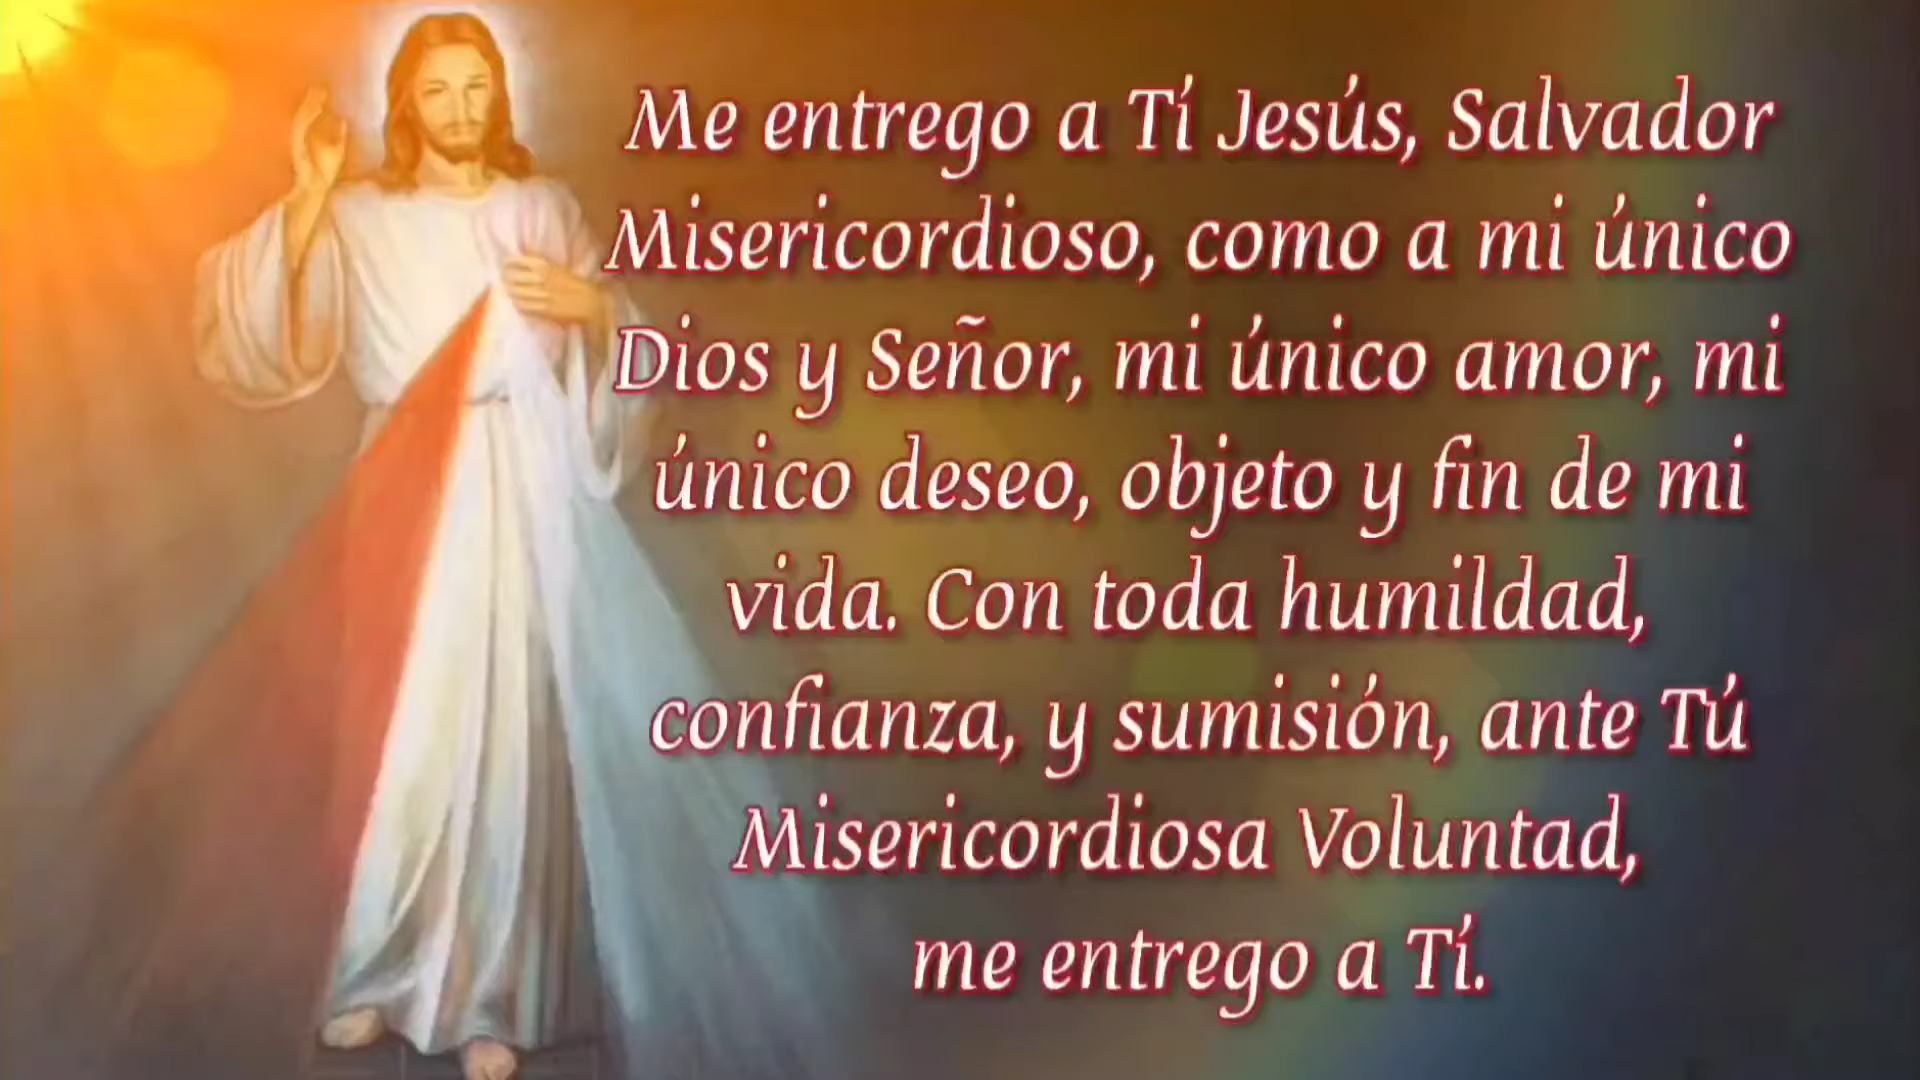 Me entrego a Tí Jesús, Salvador
Misericordioso, como a mi único
Dios y Señor, mi único amor, mi
único deseo, objeto y fin de mi
vida. Con toda humildad,
confianza, y sumisión, ante Tú
Misericordiosa Voluntad,
me entrego a Tí.